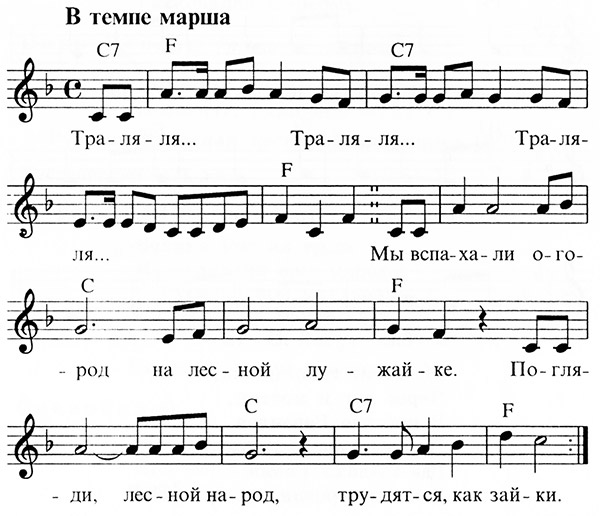 В темпе марша
C7 F C7
Тра-ля-ля... Тра-ля-ля... Тра-ля-
F
ля... Мы вспа-ха-ли о-го-
C F
- род на лес-ной лу-жай-ке. По-гля-
C C7 F
- ди, лес-ной на-род, тру-дят-ся, как зай-ки.